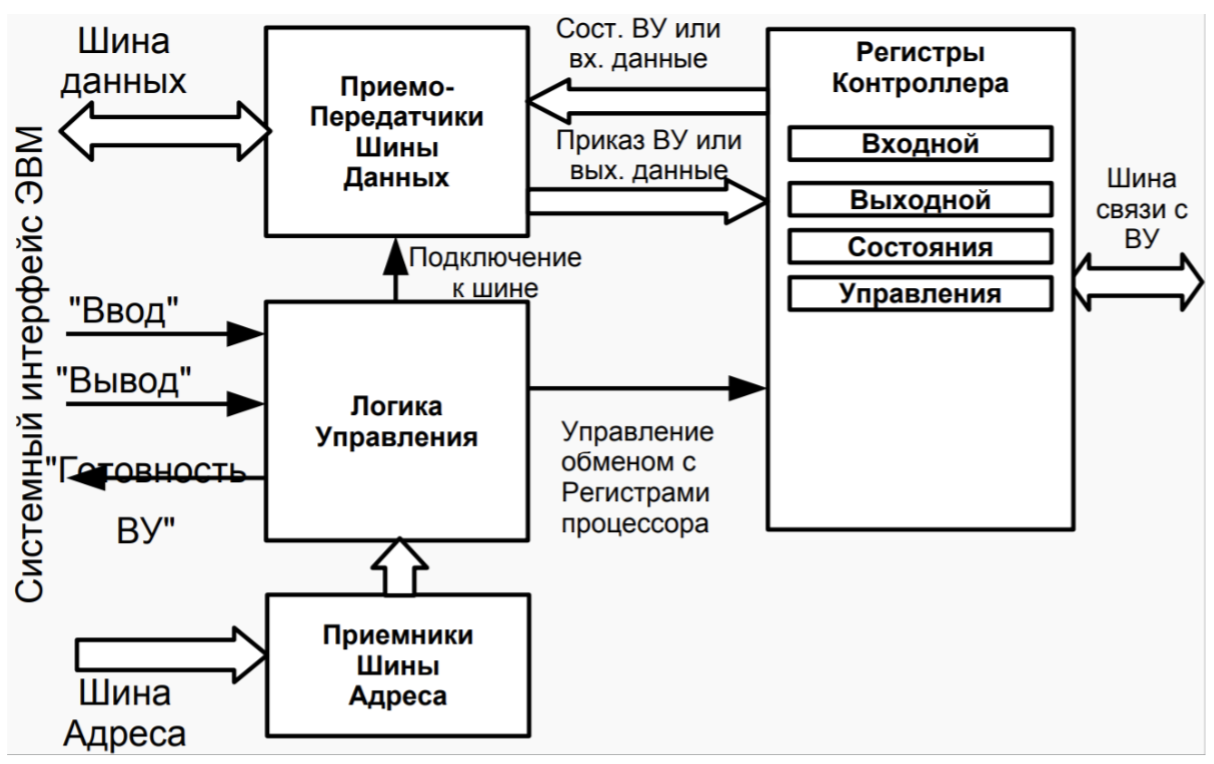 Системный интерфейс ЭВМ
Шина
данных
Приемо-
Передатчики
Шины
Данных
Сост. ВУ или
вх. данные
Приказ ВУ или
вых. данные
Регистры
Контроллера
Входной
Выходной
Состояния
Управления
Шина
связи с
ВУ
Подключение
к шине
"Ввод"
"Вывод"
"Готовность
ВУ"
Логика
Управления
Управление
обменом с
Регистрами
процессора
Приемники
Шины
Адреса
Шина
Адреса